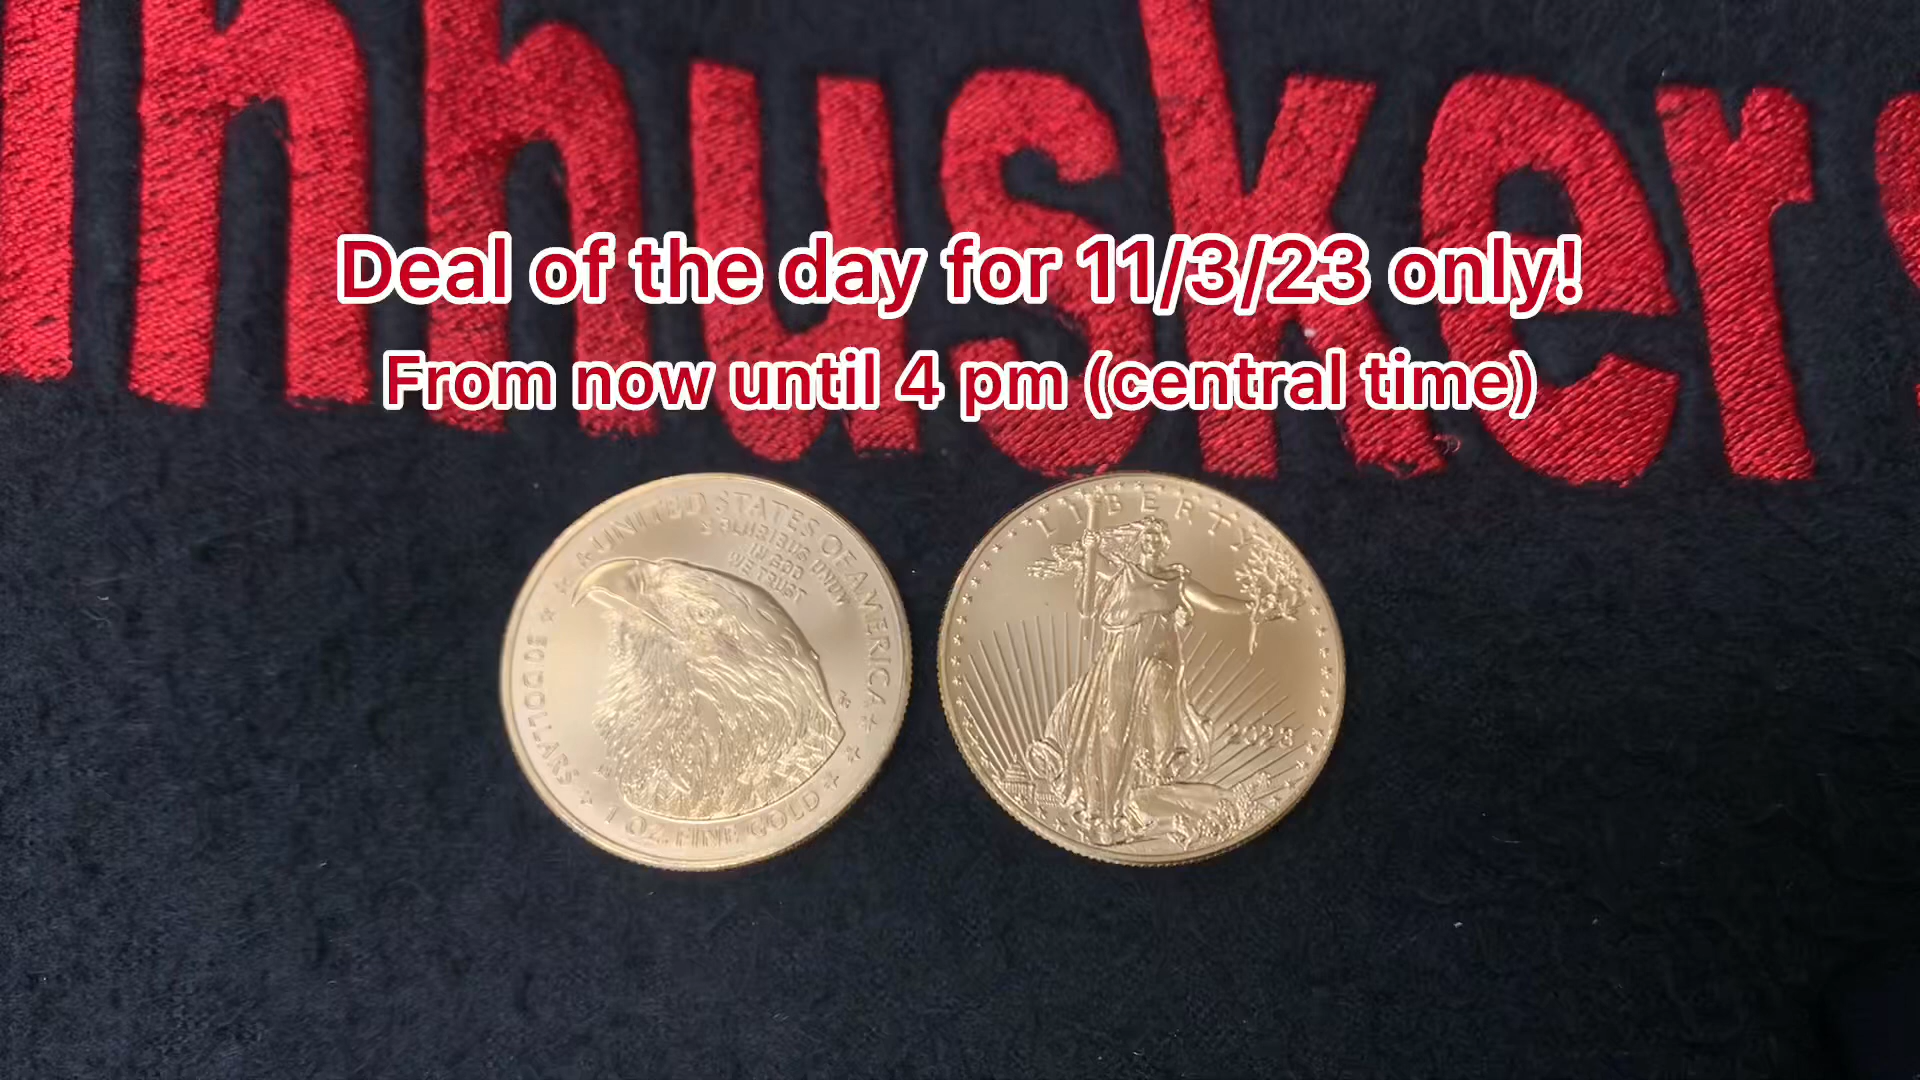 nhuskers
Deal of the day for 11/3/23 only!
From now until 4 pm (central time)
UNITED STATES OF AMERICA
E PLURIBUS UNUM
IN GOD
WE TRUST
50 DOLLARS
1 OZ. FINE GOLD
LIBERTY
2023